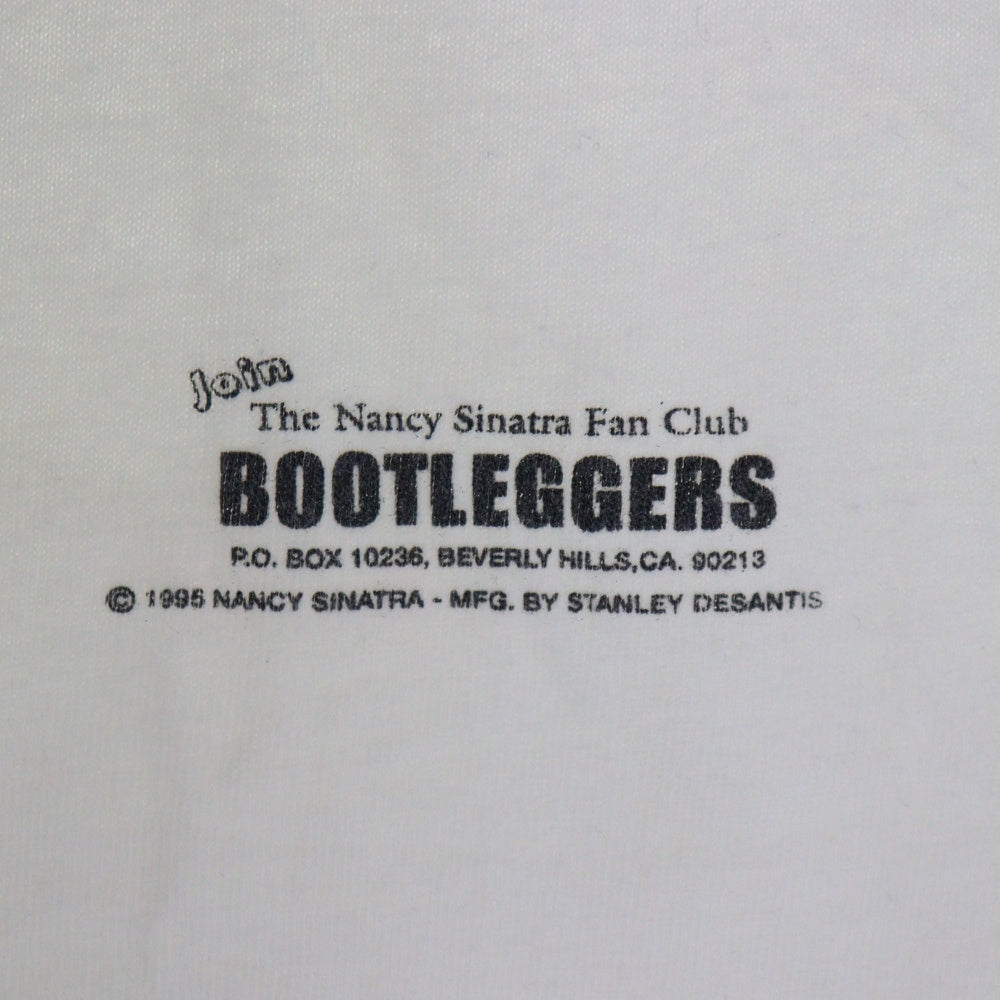 Join
The Nancy Sinatra Fan Club
BOOTLEGGERS
P.O. BOX 10236, BEVERLY HILLS,CA. 90213
© 1995 NANCY SINATRA - MFG. BY STANLEY DESANTIS